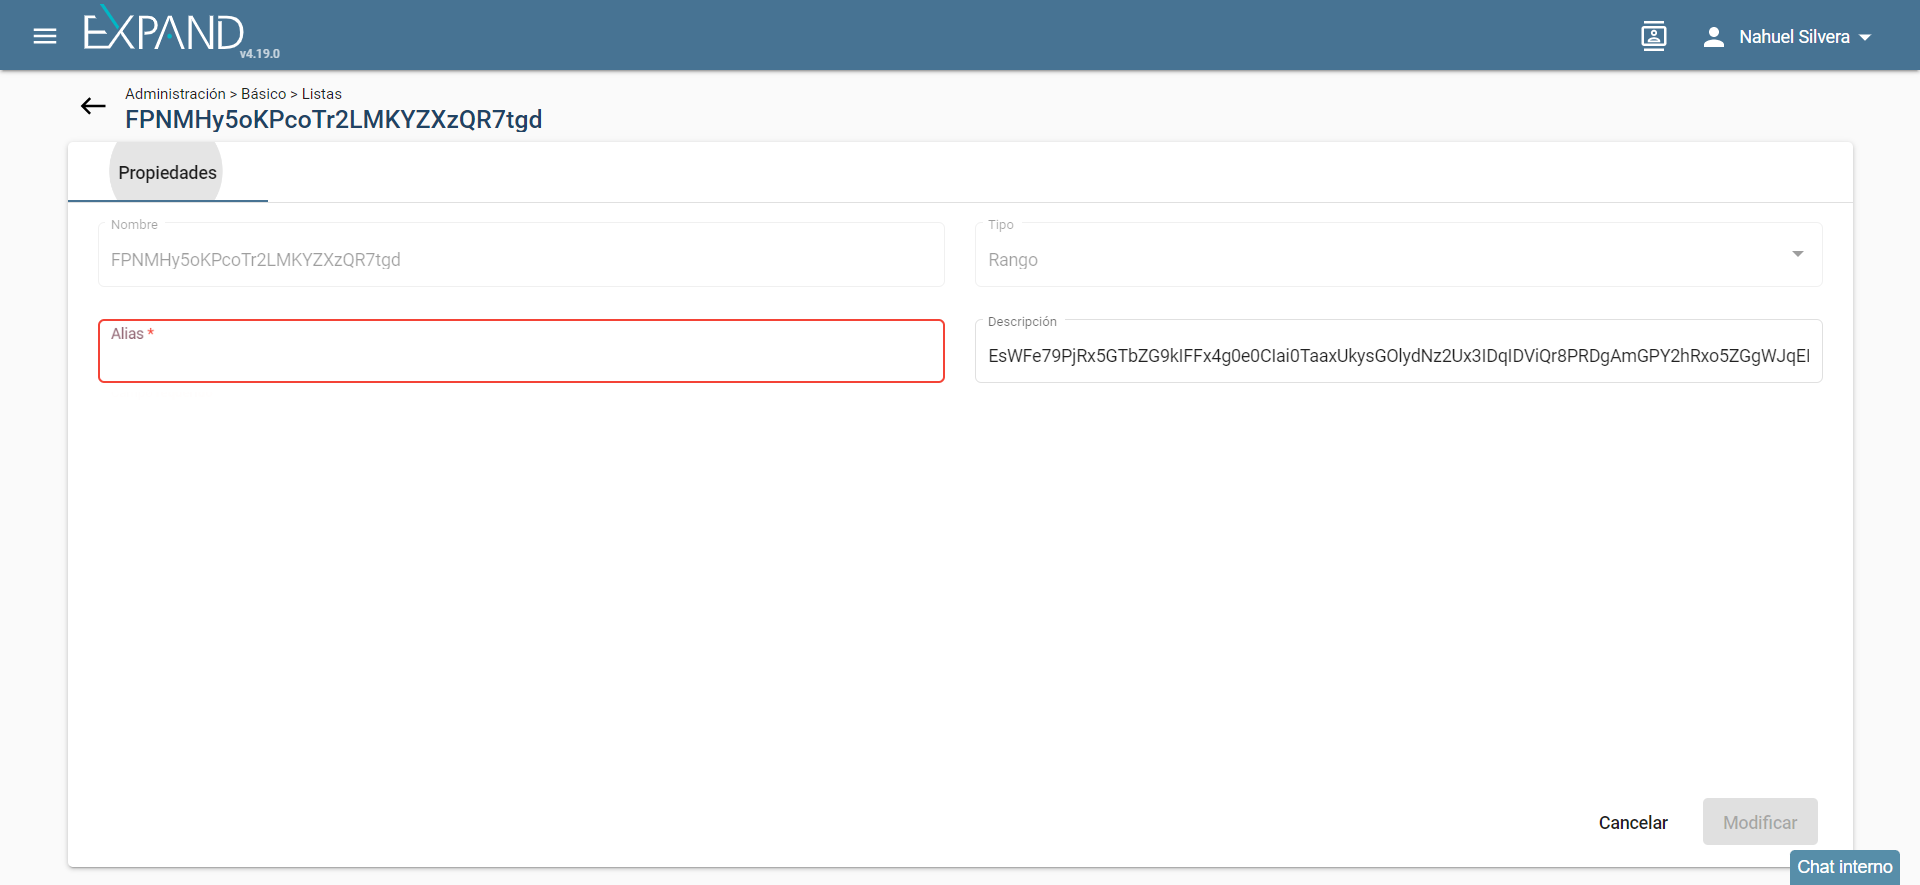 EXPAND
v4.19.0
Nahuel Silvera
Administración > Básico > Listas
FPNMHy5oKPcoTr2LMKYZXzQR7tgd
Propiedades
Nombre
FPNMHy5oKPcoTr2LMKYZXzQR7tgd
Tipo
Rango
Alias *
Descripción
EsWFe79PjRx5GTbZG9kIFFx4g0e0CIai0TaaxUkysGOlydNz2Ux3IDqIDViQr8PRDgAmGPY2hRxo5ZGgWJqEI
Cancelar
Modificar
Chat interno